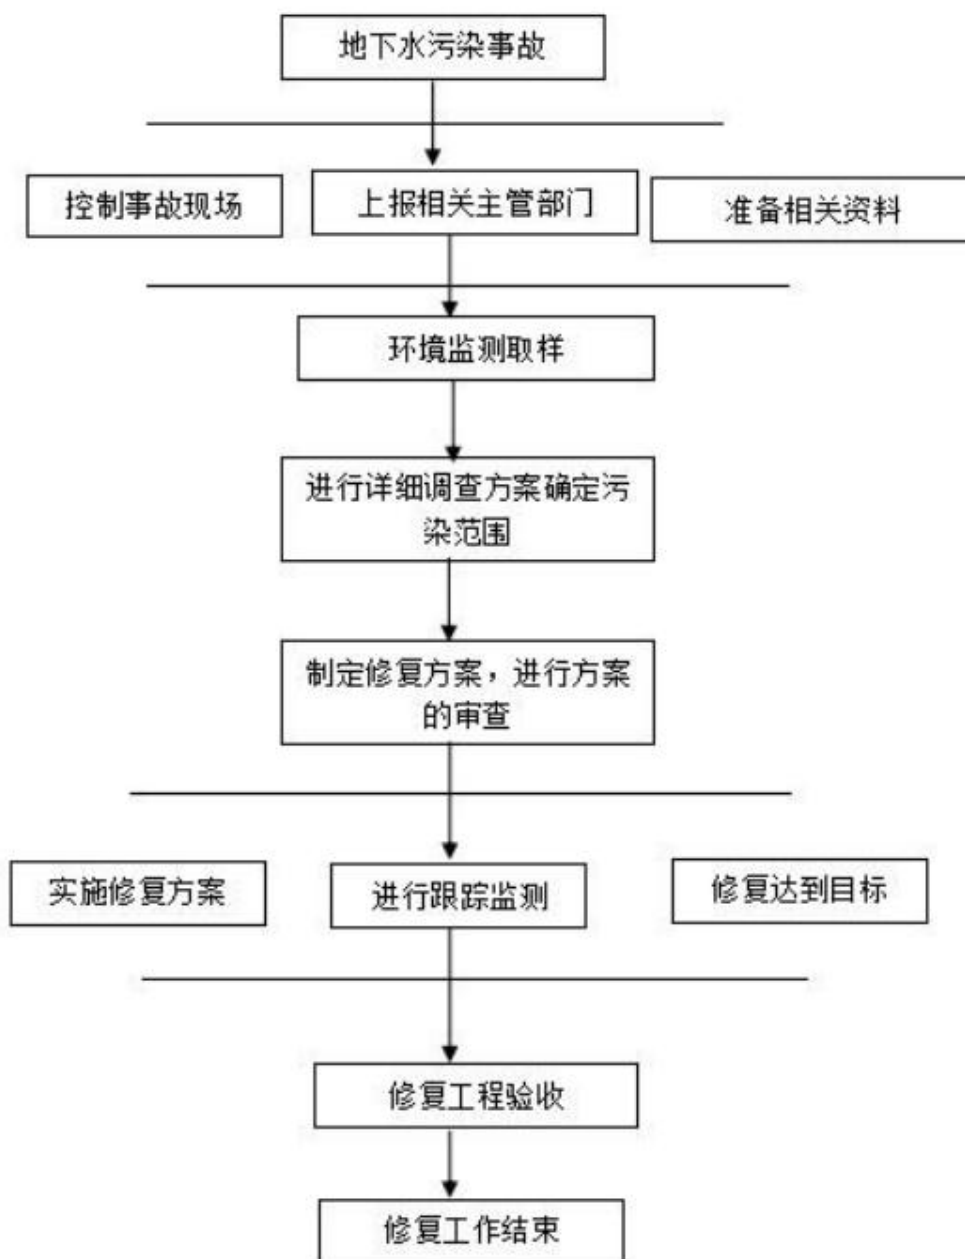 地下水污染事故
控制事故现场
上报相关主管部门
准备相关资料
环境监测取样
进行详细调查方案确定污
染范围
制定修复方案，进行方案
的审查
实施修复方案
进行跟踪监测
修复达到目标
修复工程验收
修复工作结束